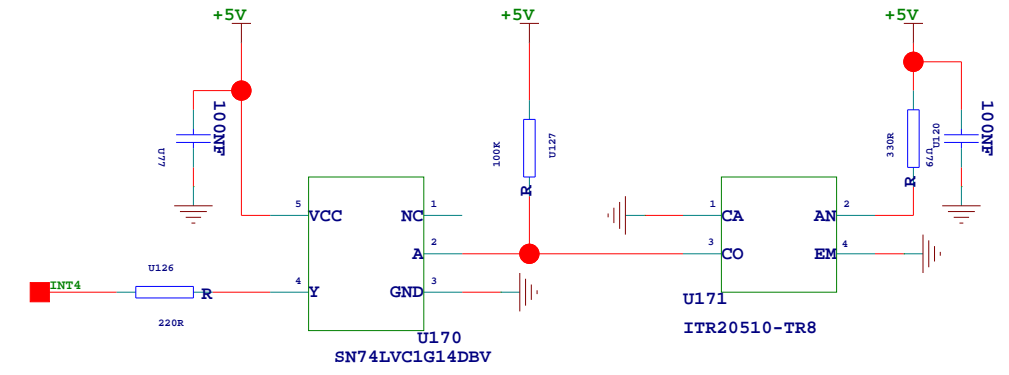 +5V
+5V
+5V
100NF
U77
100K
U127
330R
U120
U79
100NF
R
R
5
VCC
NC
1
1
CA
AN
2
A
2
3
CO
EM
4
U126
INT4
R
4
Y
GND
3
220R
U170
SN74LVC1G14DBV
U171
ITR20510-TR8